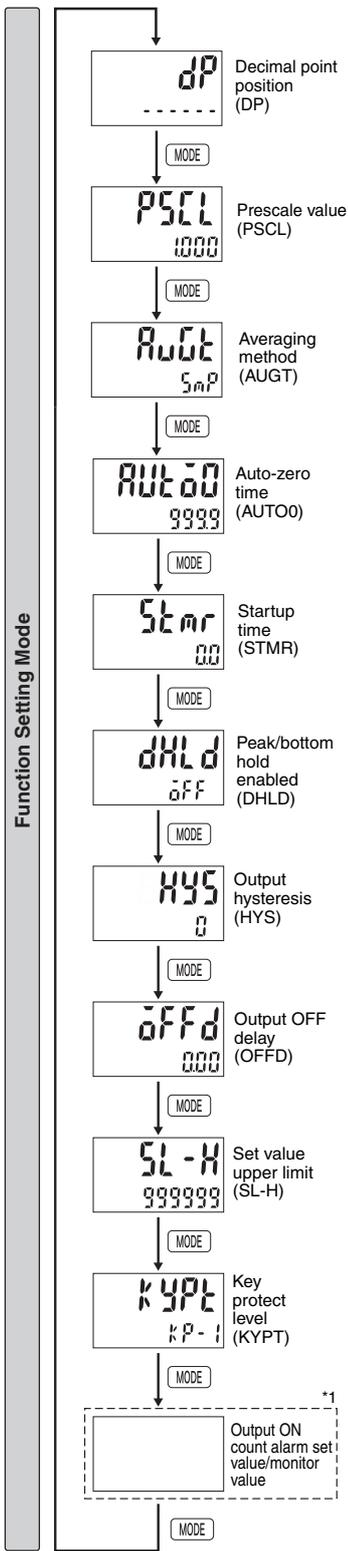 Function Setting Mode
dP
------
Decimal point
position
(DP)
MODE
PSCL
1.000
Prescale value
(PSCL)
MODE
AvGt
SmP
Averaging
method
(AUGT)
MODE
AUto0
999.9
Auto-zero
time
(AUTO0)
MODE
Stmr
0.0
Startup
time
(STMR)
MODE
dHLd
oFF
Peak/bottom
hold
enabled
(DHLD)
MODE
HYS
0
Output
hysteresis
(HYS)
MODE
oFFd
0.00
Output OFF
delay
(OFFD)
MODE
SL-H
999999
Set value
upper limit
(SL-H)
MODE
KYPt
KP-1
Key
protect
level
(KYPT)
MODE
*1
Output ON
count alarm set
value/monitor
value
MODE